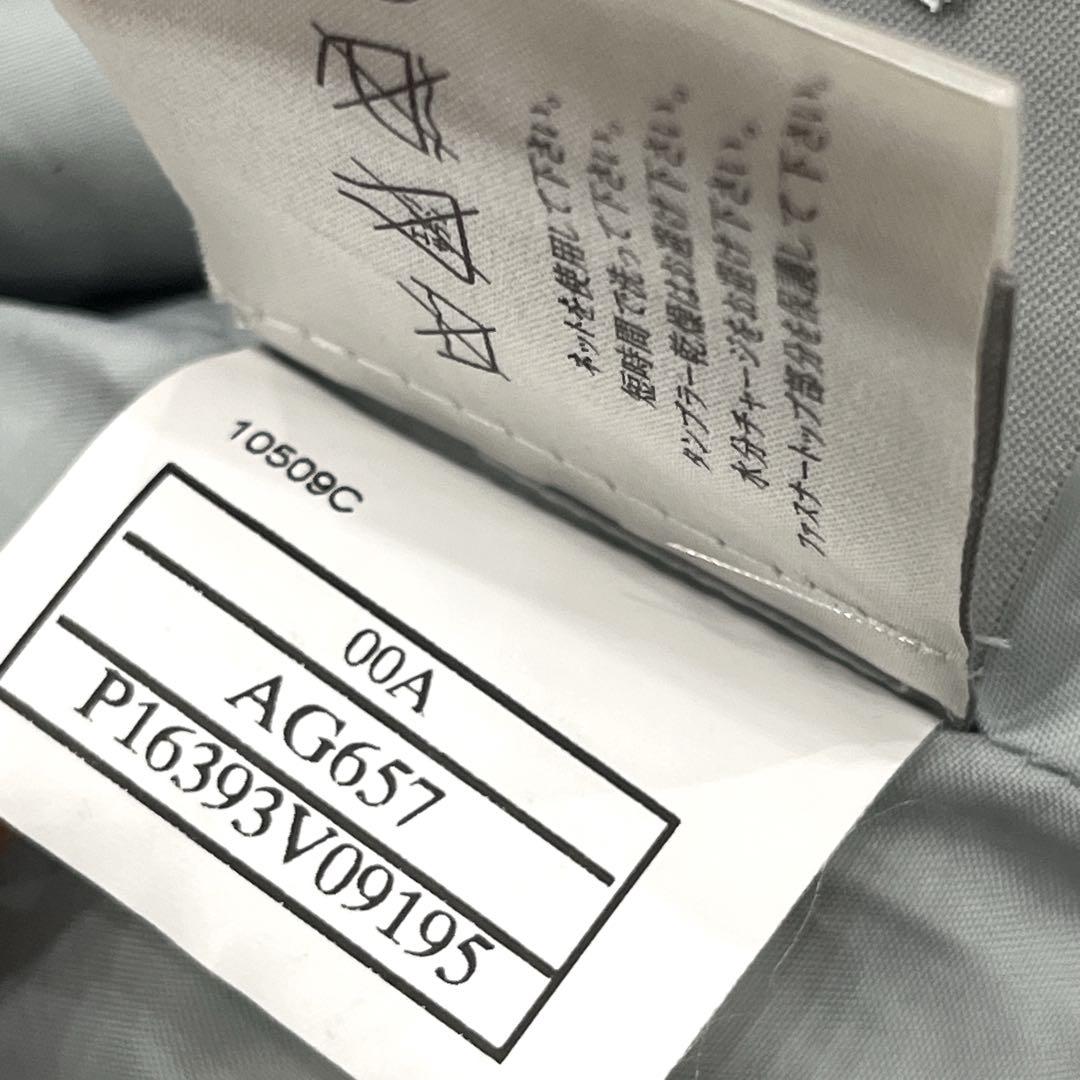 ネットを使用して下さい。
短時間で洗って下さい。
タンブラー乾燥はお避け下さい。
水分チャージをお避け下さい。
ファスナートップ部分を保護して下さい。
10509C
00A
AG657
P16393V09195